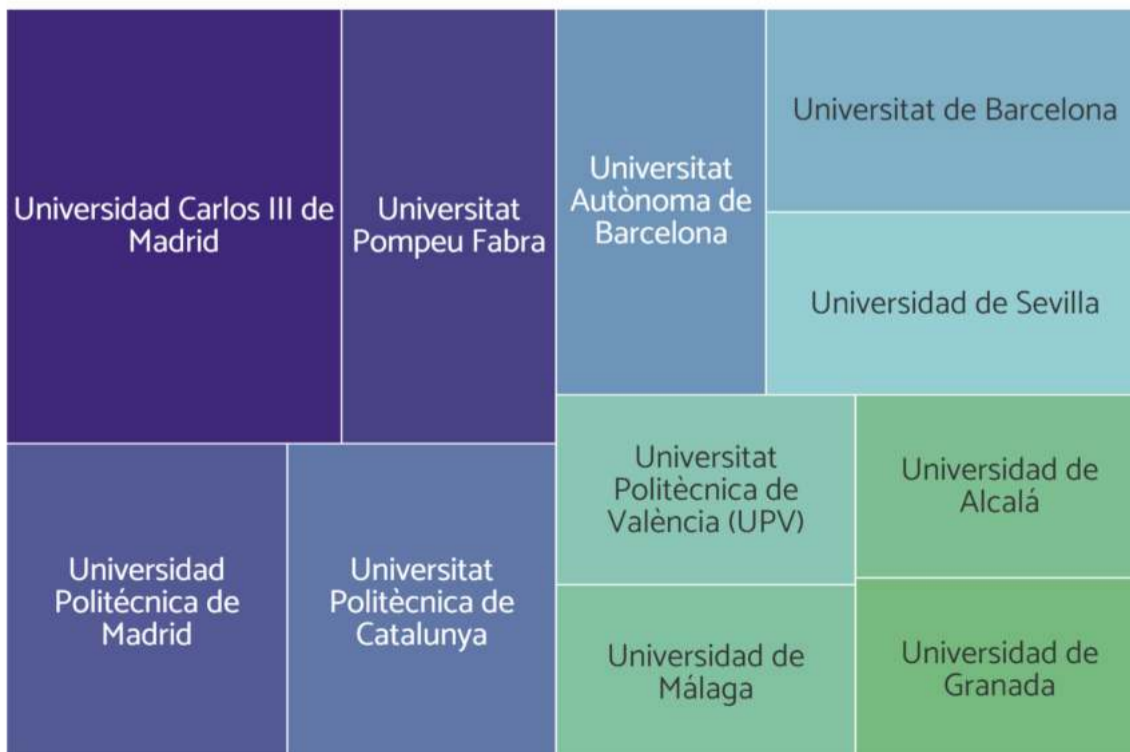 Universidad Carlos III de
Madrid
Universitat
Pompeu Fabra
Universitat
Autònoma de
Barcelona
Universitat de Barcelona
Universidad de Sevilla
Universidad
Politécnica de
Madrid
Universitat
Politècnica de
Catalunya
Universitat
Politècnica de
València (UPV)
Universidad de
Alcalá
Universidad de
Málaga
Universidad de
Granada